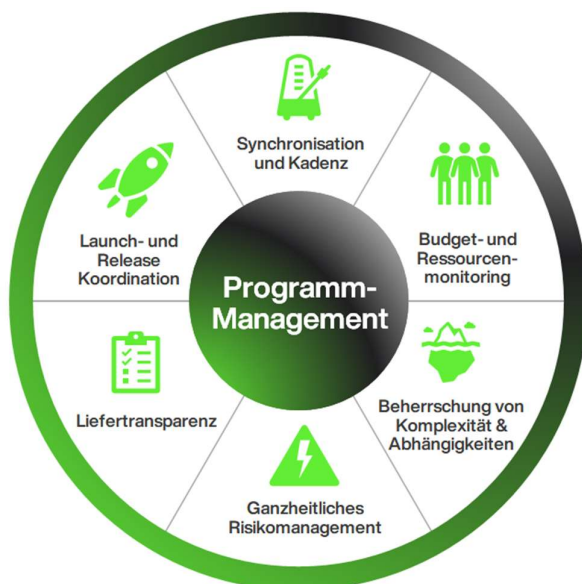 Synchronisation
und Kadenz
Launch- und
Release
Koordination
Budget- und
Ressourcen-
monitoring
Programm-
Management
Liefertransparenz
Beherrschung von
Komplexität &
Abhängigkeiten
Ganzheitliches
Risikomanagement